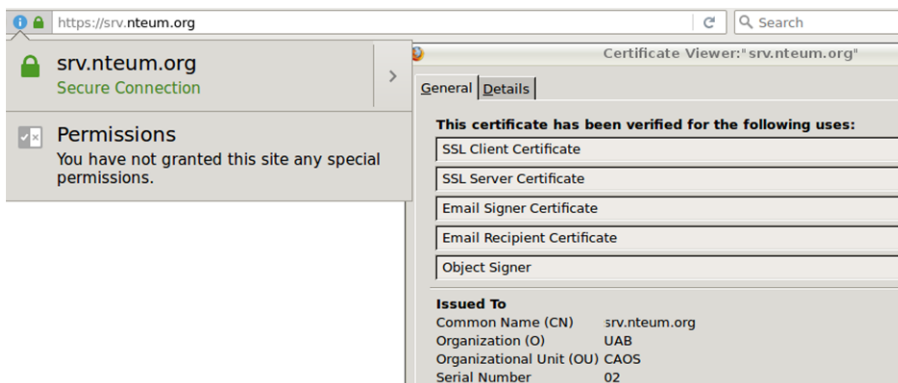 https://srv.nteum.org
Search
srv.nteum.org
Secure Connection
Permissions
You have not granted this site any special
permissions.
Certificate Viewer:"srv.nteum.org"
General Details
This certificate has been verified for the following uses:
SSL Client Certificate
SSL Server Certificate
Email Signer Certificate
Email Recipient Certificate
Object Signer
Issued To
Common Name (CN) srv.nteum.org
Organization (O) UAB
Organizational Unit (OU) CAOS
Serial Number 02